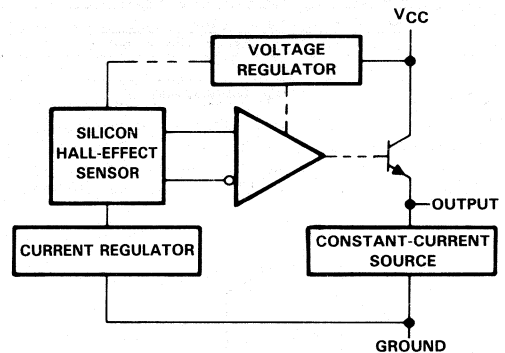 VCC
VOLTAGE
REGULATOR
SILICON
HALL-EFFECT
SENSOR
OUTPUT
CURRENT REGULATOR
CONSTANT-CURRENT
SOURCE
GROUND